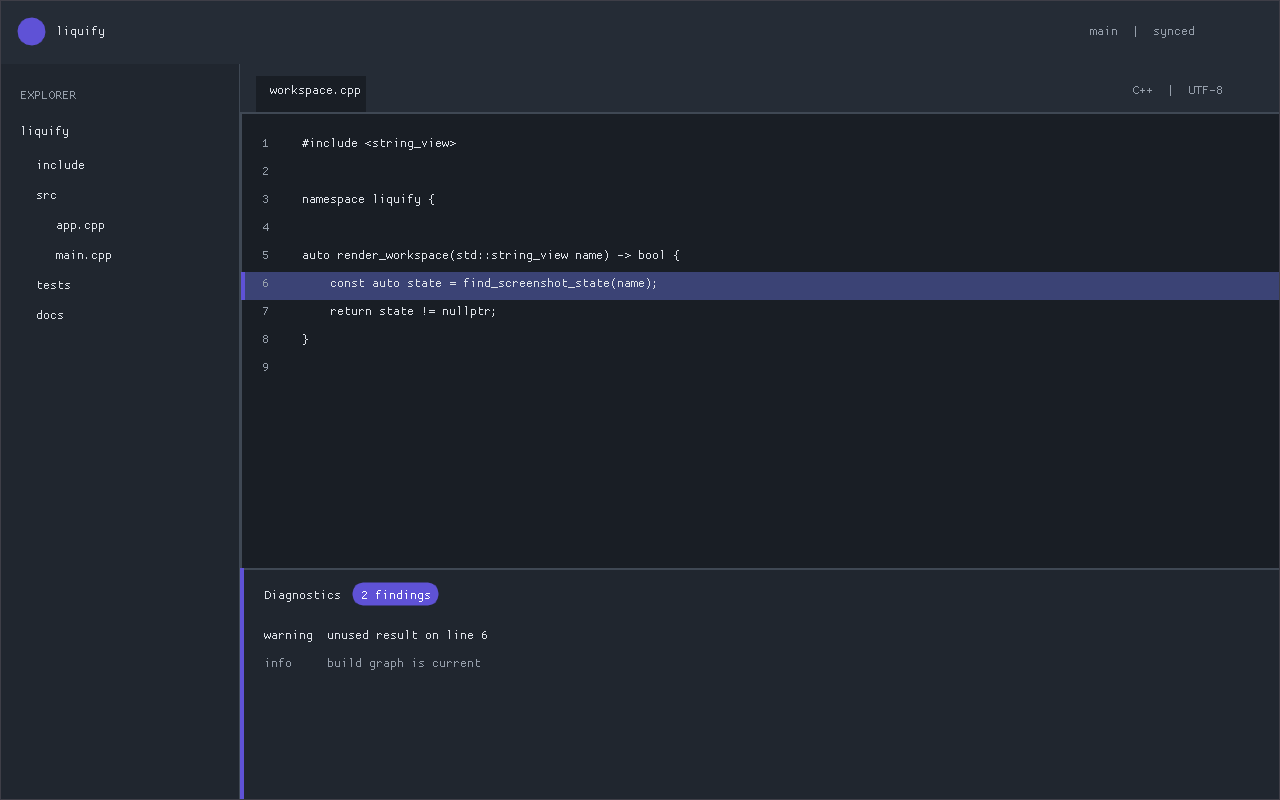 liquify
main | synced
EXPLORER
liquify
include
src
app.cpp
main.cpp
tests
docs
workspace.cpp
C++ | UTF-8
1 #include <string_view>
2
3 namespace liquify {
4
5 auto render_workspace(std::string_view name) -> bool {
6     const auto state = find_screenshot_state(name);
7     return state != nullptr;
8 }
9
Diagnostics 2 findings
warning unused result on line 6
info build graph is current